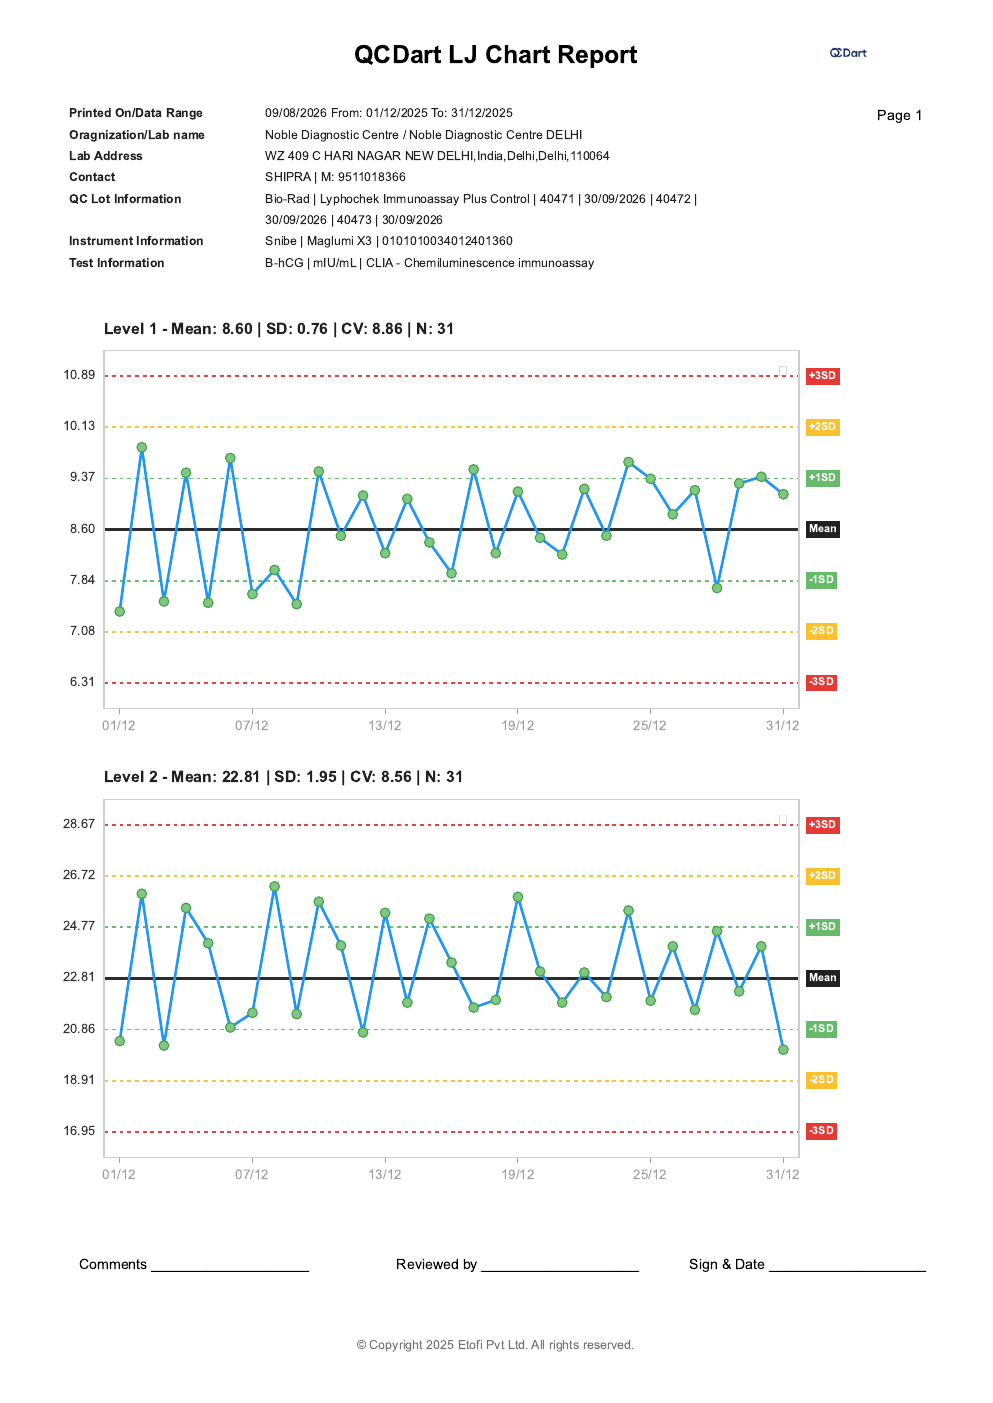 QCDart LJ Chart Report
QCDart
Printed On/Data Range 09/08/2026 From: 01/12/2025 To: 31/12/2025
Page 1
Oragnization/Lab name Noble Diagnostic Centre / Noble Diagnostic Centre DELHI
Lab Address WZ 409 C HARI NAGAR NEW DELHI,India,Delhi,Delhi,110064
Contact SHIPRA | M: 9511018366
QC Lot Information Bio-Rad | Lyphochek Immunoassay Plus Control | 40471 | 30/09/2026 | 40472 |
30/09/2026 | 40473 | 30/09/2026
Instrument Information Snibe | Maglumi X3 | 0101010034012401360
Test Information B-hCG | mIU/mL | CLIA - Chemiluminescence immunoassay
Level 1 - Mean: 8.60 | SD: 0.76 | CV: 8.86 | N: 31
10.89 +3SD
10.13 +2SD
9.37 +1SD
8.60 Mean
7.84 -1SD
7.08 -2SD
6.31 -3SD
01/12 07/12 13/12 19/12 25/12 31/12
Level 2 - Mean: 22.81 | SD: 1.95 | CV: 8.56 | N: 31
28.67 +3SD
26.72 +2SD
24.77 +1SD
22.81 Mean
20.86 -1SD
18.91 -2SD
16.95 -3SD
01/12 07/12 13/12 19/12 25/12 31/12
Comments ____________________ Reviewed by ____________________ Sign & Date ____________________
© Copyright 2025 Etofi Pvt Ltd. All rights reserved.